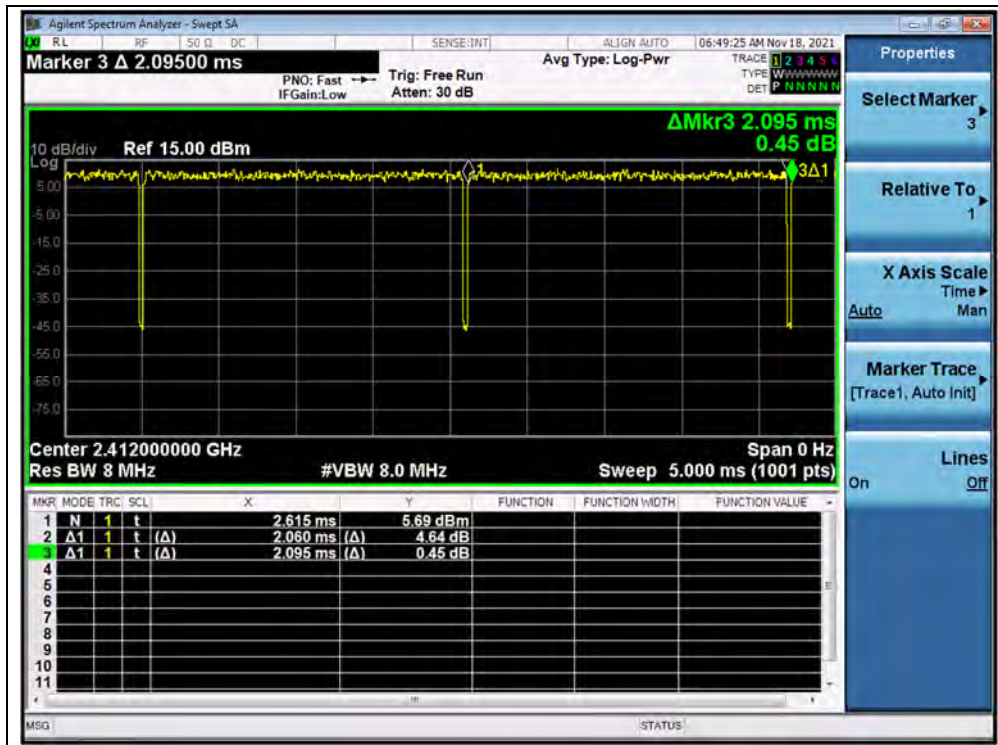 Agilent Spectrum Analyzer - Swept SA
LXI RL RF 50 Ω DC SENSE:INT ALIGN AUTO 06:49:25 AM Nov 18, 2021
Marker 3 Δ 2.09500 ms
PNO: Fast
IFGain:Low
Trig: Free Run
Atten: 30 dB
Avg Type: Log-Pwr
TRACE 1 2 3 4 5 6
TYPE W
DET P N N N N N
ΔMkr3 2.095 ms
0.45 dB
10 dB/div Ref 15.00 dBm
Log
5.00
-5.00
-15.0
-25.0
-35.0
-45.0
-55.0
-65.0
-75.0
1
3Δ1
Center 2.412000000 GHz Span 0 Hz
Res BW 8 MHz #VBW 8.0 MHz Sweep 5.000 ms (1001 pts)
MKR MODE TRC SCL X Y FUNCTION FUNCTION WIDTH FUNCTION VALUE
1 N 1 t 2.615 ms 5.69 dBm
2 Δ1 1 t (Δ) 2.060 ms (Δ) 4.64 dB
3 Δ1 1 t (Δ) 2.095 ms (Δ) 0.45 dB
4
5
6
7
8
9
10
11
MSG STATUS
Properties
Select Marker
3
Relative To
1
X Axis Scale
Time
Auto Man
Marker Trace
[Trace1, Auto Init]
Lines
On Off